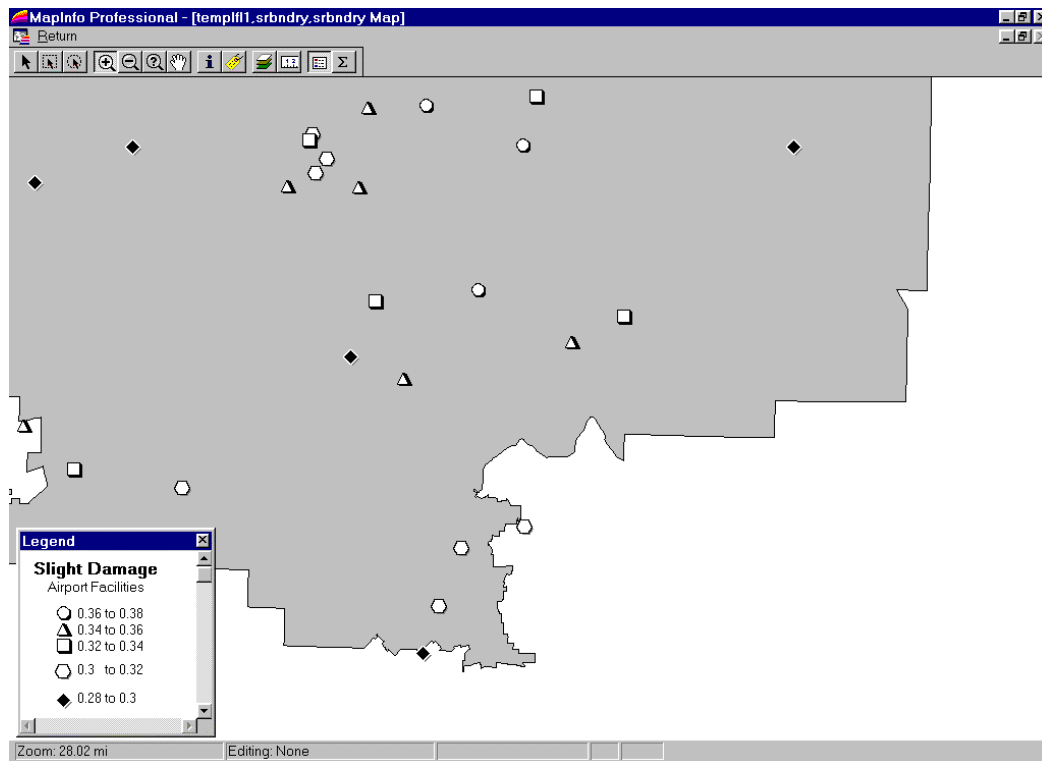 MapInfo Professional - [templfl1,srbndry,srbndry Map]
Return
Legend
Slight Damage
Airport Facilities
0.36 to 0.38
0.34 to 0.36
0.32 to 0.34
0.3 to 0.32
0.28 to 0.3
Zoom: 28.02 mi
Editing: None